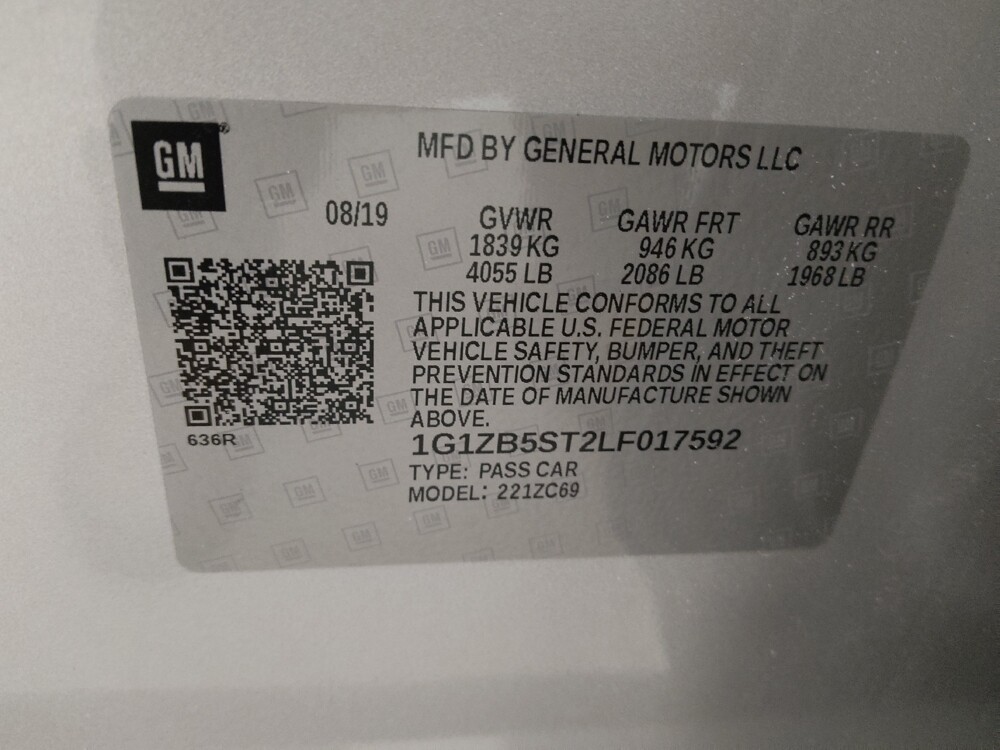 GM
MFD BY GENERAL MOTORS LLC
08/19
GVWR GAWR FRT GAWR RR
1839 KG 946 KG 893 KG
4055 LB 2086 LB 1968 LB
THIS VEHICLE CONFORMS TO ALL
APPLICABLE U.S. FEDERAL MOTOR
VEHICLE SAFETY, BUMPER, AND THEFT
PREVENTION STANDARDS IN EFFECT ON
THE DATE OF MANUFACTURE SHOWN
ABOVE.
636R
1G1ZB5ST2LF017592
TYPE: PASS CAR
MODEL: 221ZC69